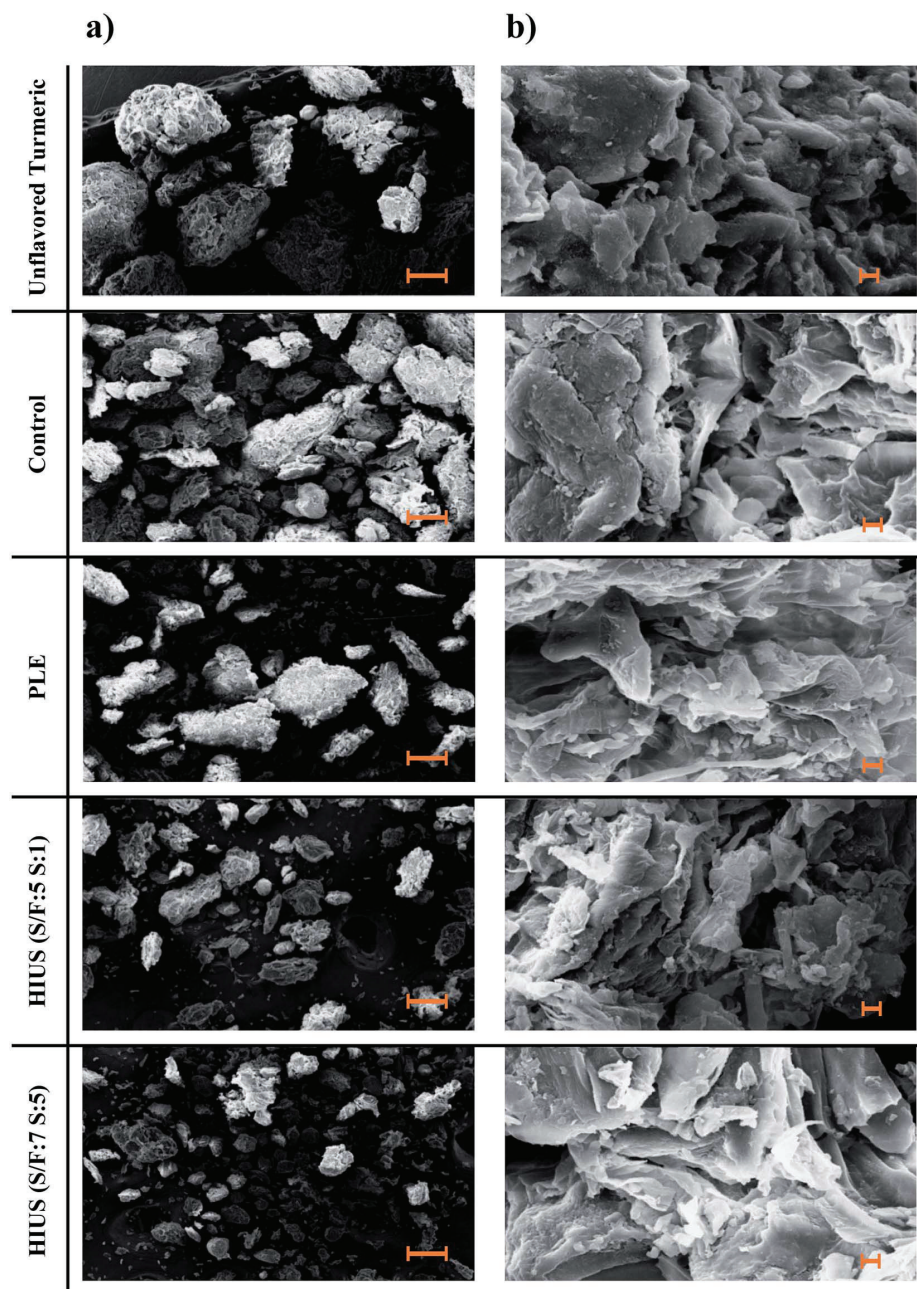 a)
b)
Unflavored Turmeric
Control
PLE
HIUS (S/F:5 S:1)
HIUS (S/F:7 S:5)